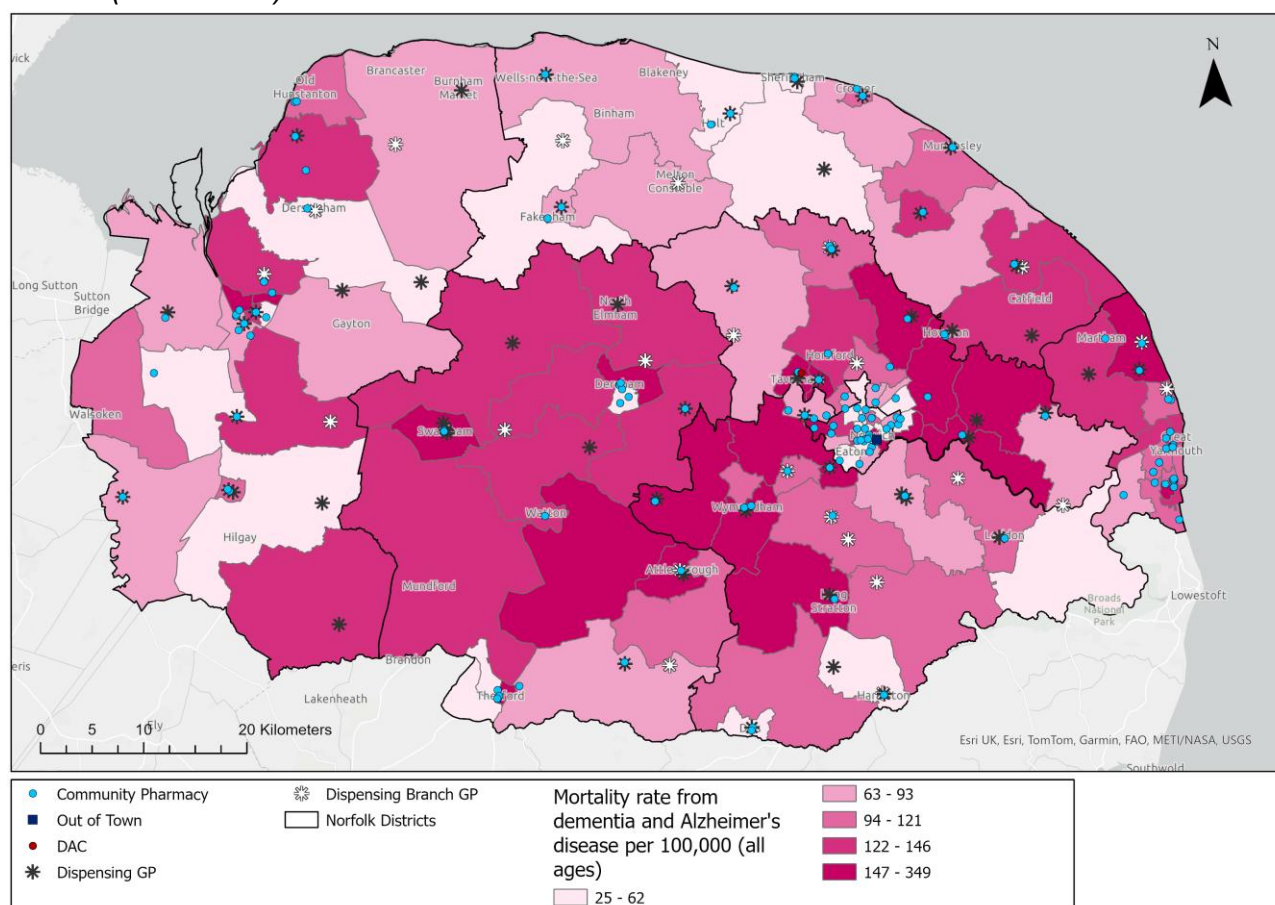 N
wick
Old
Hunstanton
Brancaster
Burnham
Market
Wells-next-the-Sea
Blakeney
Sheringham
Cromer
Binham
Holt
Mundesley
Melton
Constable
Dersingham
Fakenham
Long Sutton
Sutton
Bridge
Gayton
North
Elmham
Catfield
Hoveton
Martham
Horsford
Taverham
Dereham
Walsoken
Swaffham
Eaton
Great
Yarmouth
Wymondham
Watton
Hilgay
Loddon
Mundford
Attleborough
Long
Stratton
Broads
National
Park
Lowestoft
eris
Brandon
Lakenheath
Thetford
Harleston
0 5 10 20 Kilometers
Fly
Esri UK, Esri, TomTom, Garmin, FAO, METI/NASA, USGS
Southwold
Community Pharmacy
Out of Town
DAC
Dispensing GP
Dispensing Branch GP
Norfolk Districts
Mortality rate from
dementia and Alzheimer's
disease per 100,000 (all
ages)
25 - 62
63 - 93
94 - 121
122 - 146
147 - 349